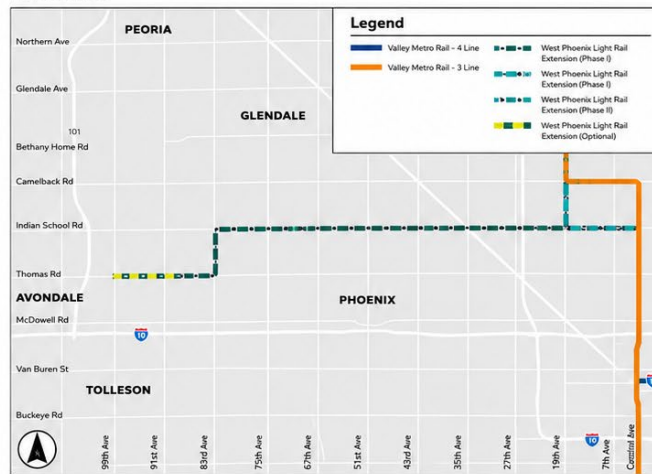 Legend
Valley Metro Rail - 4 Line
Valley Metro Rail - 3 Line
West Phoenix Light Rail
Extension (Phase I)
West Phoenix Light Rail
Extension (Phase I)
West Phoenix Light Rail
Extension (Phase II)
West Phoenix Light Rail
Extension (Optional)
PEORIA
Northern Ave
Glendale Ave
GLENDALE
101
Bethany Home Rd
Camelback Rd
Indian School Rd
Thomas Rd
AVONDALE
PHOENIX
McDowell Rd
10
Van Buren St
TOLLESON
Buckeye Rd
10
99th Ave
91st Ave
83rd Ave
75th Ave
67th Ave
59th Ave
51st Ave
43rd Ave
35th Ave
27th Ave
19th Ave
7th Ave